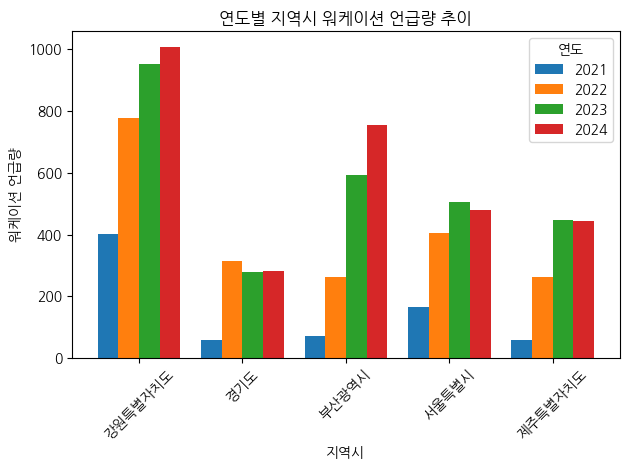 연도별 지역시 워케이션 언급량 추이
연도
2021
2022
2023
2024
워케이션 언급량
1000
800
600
400
200
0
강원특별자치도
경기도
부산광역시
서울특별시
제주특별자치도
지역시